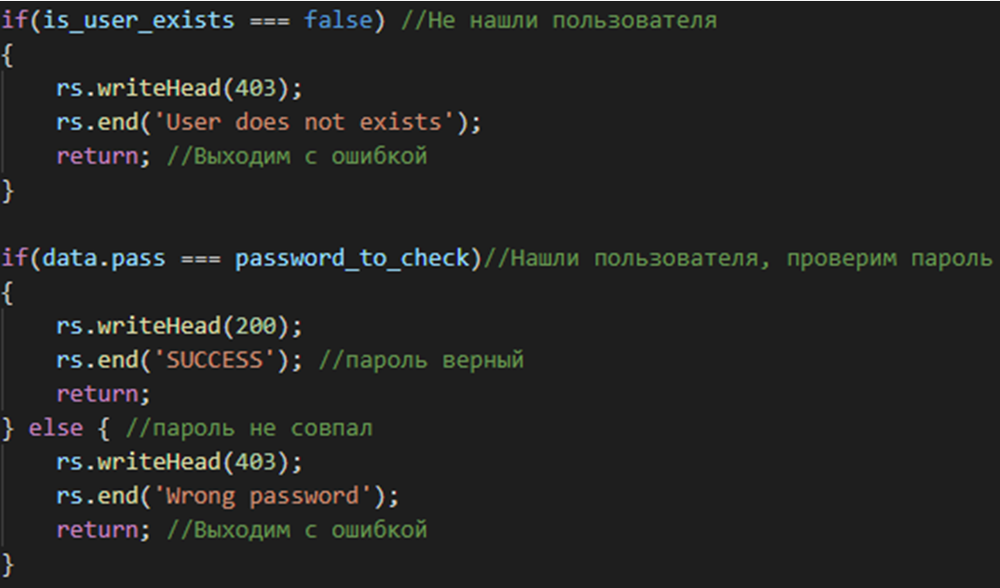 if(is_user_exists === false) //Не нашли пользователя
{
    rs.writeHead(403);
    rs.end('User does not exists');
    return; //Выходим с ошибкой
}

if(data.pass === password_to_check)//Нашли пользователя, проверим пароль
{
    rs.writeHead(200);
    rs.end('SUCCESS'); //пароль верный
    return;
} else { //пароль не совпал
    rs.writeHead(403);
    rs.end('Wrong password');
    return; //Выходим с ошибкой
}